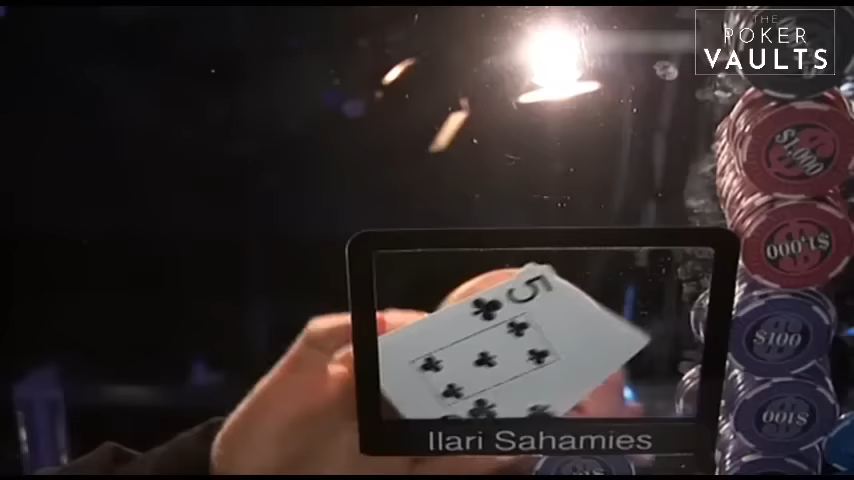 THE
POKER
VAULTS
$1,000
$1,000
$100
$100
5
Ilari Sahamies